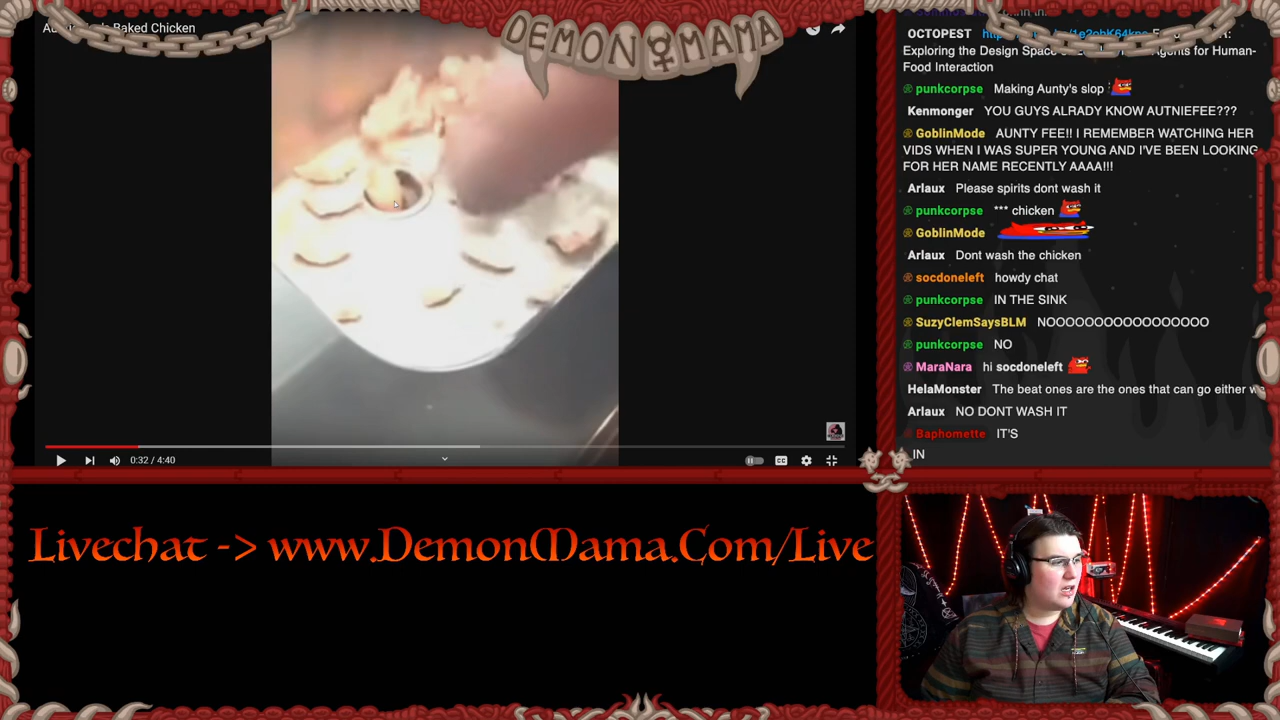 Baked Chicken
DEMON MAMA
OCTOPEST
Exploring the Design Space for Human-
Food Interaction
punkcorpse Making Aunty's slop
Kenmonger YOU GUYS ALRADY KNOW AUTNIEFEE???
GoblinMode AUNTY FEE!! I REMEMBER WATCHING HER
VIDS WHEN I WAS SUPER YOUNG AND I'VE BEEN LOOKING
FOR HER NAME RECENTLY AAAA!!!
Arlaux Please spirits dont wash it
punkcorpse *** chicken
GoblinMode
Arlaux Dont wash the chicken
socdoneleft howdy chat
punkcorpse IN THE SINK
SuzyClemSaysBLM NOOOOOOOOOOOOOOOOO
punkcorpse NO
MaraNara hi socdoneleft
HelaMonster The beat ones are the ones that can go either
Arlaux NO DONT WASH IT
Baphomette IT'S
IN
0:32 / 4:40
CC
Livechat -> www.DemonMama.Com/Live